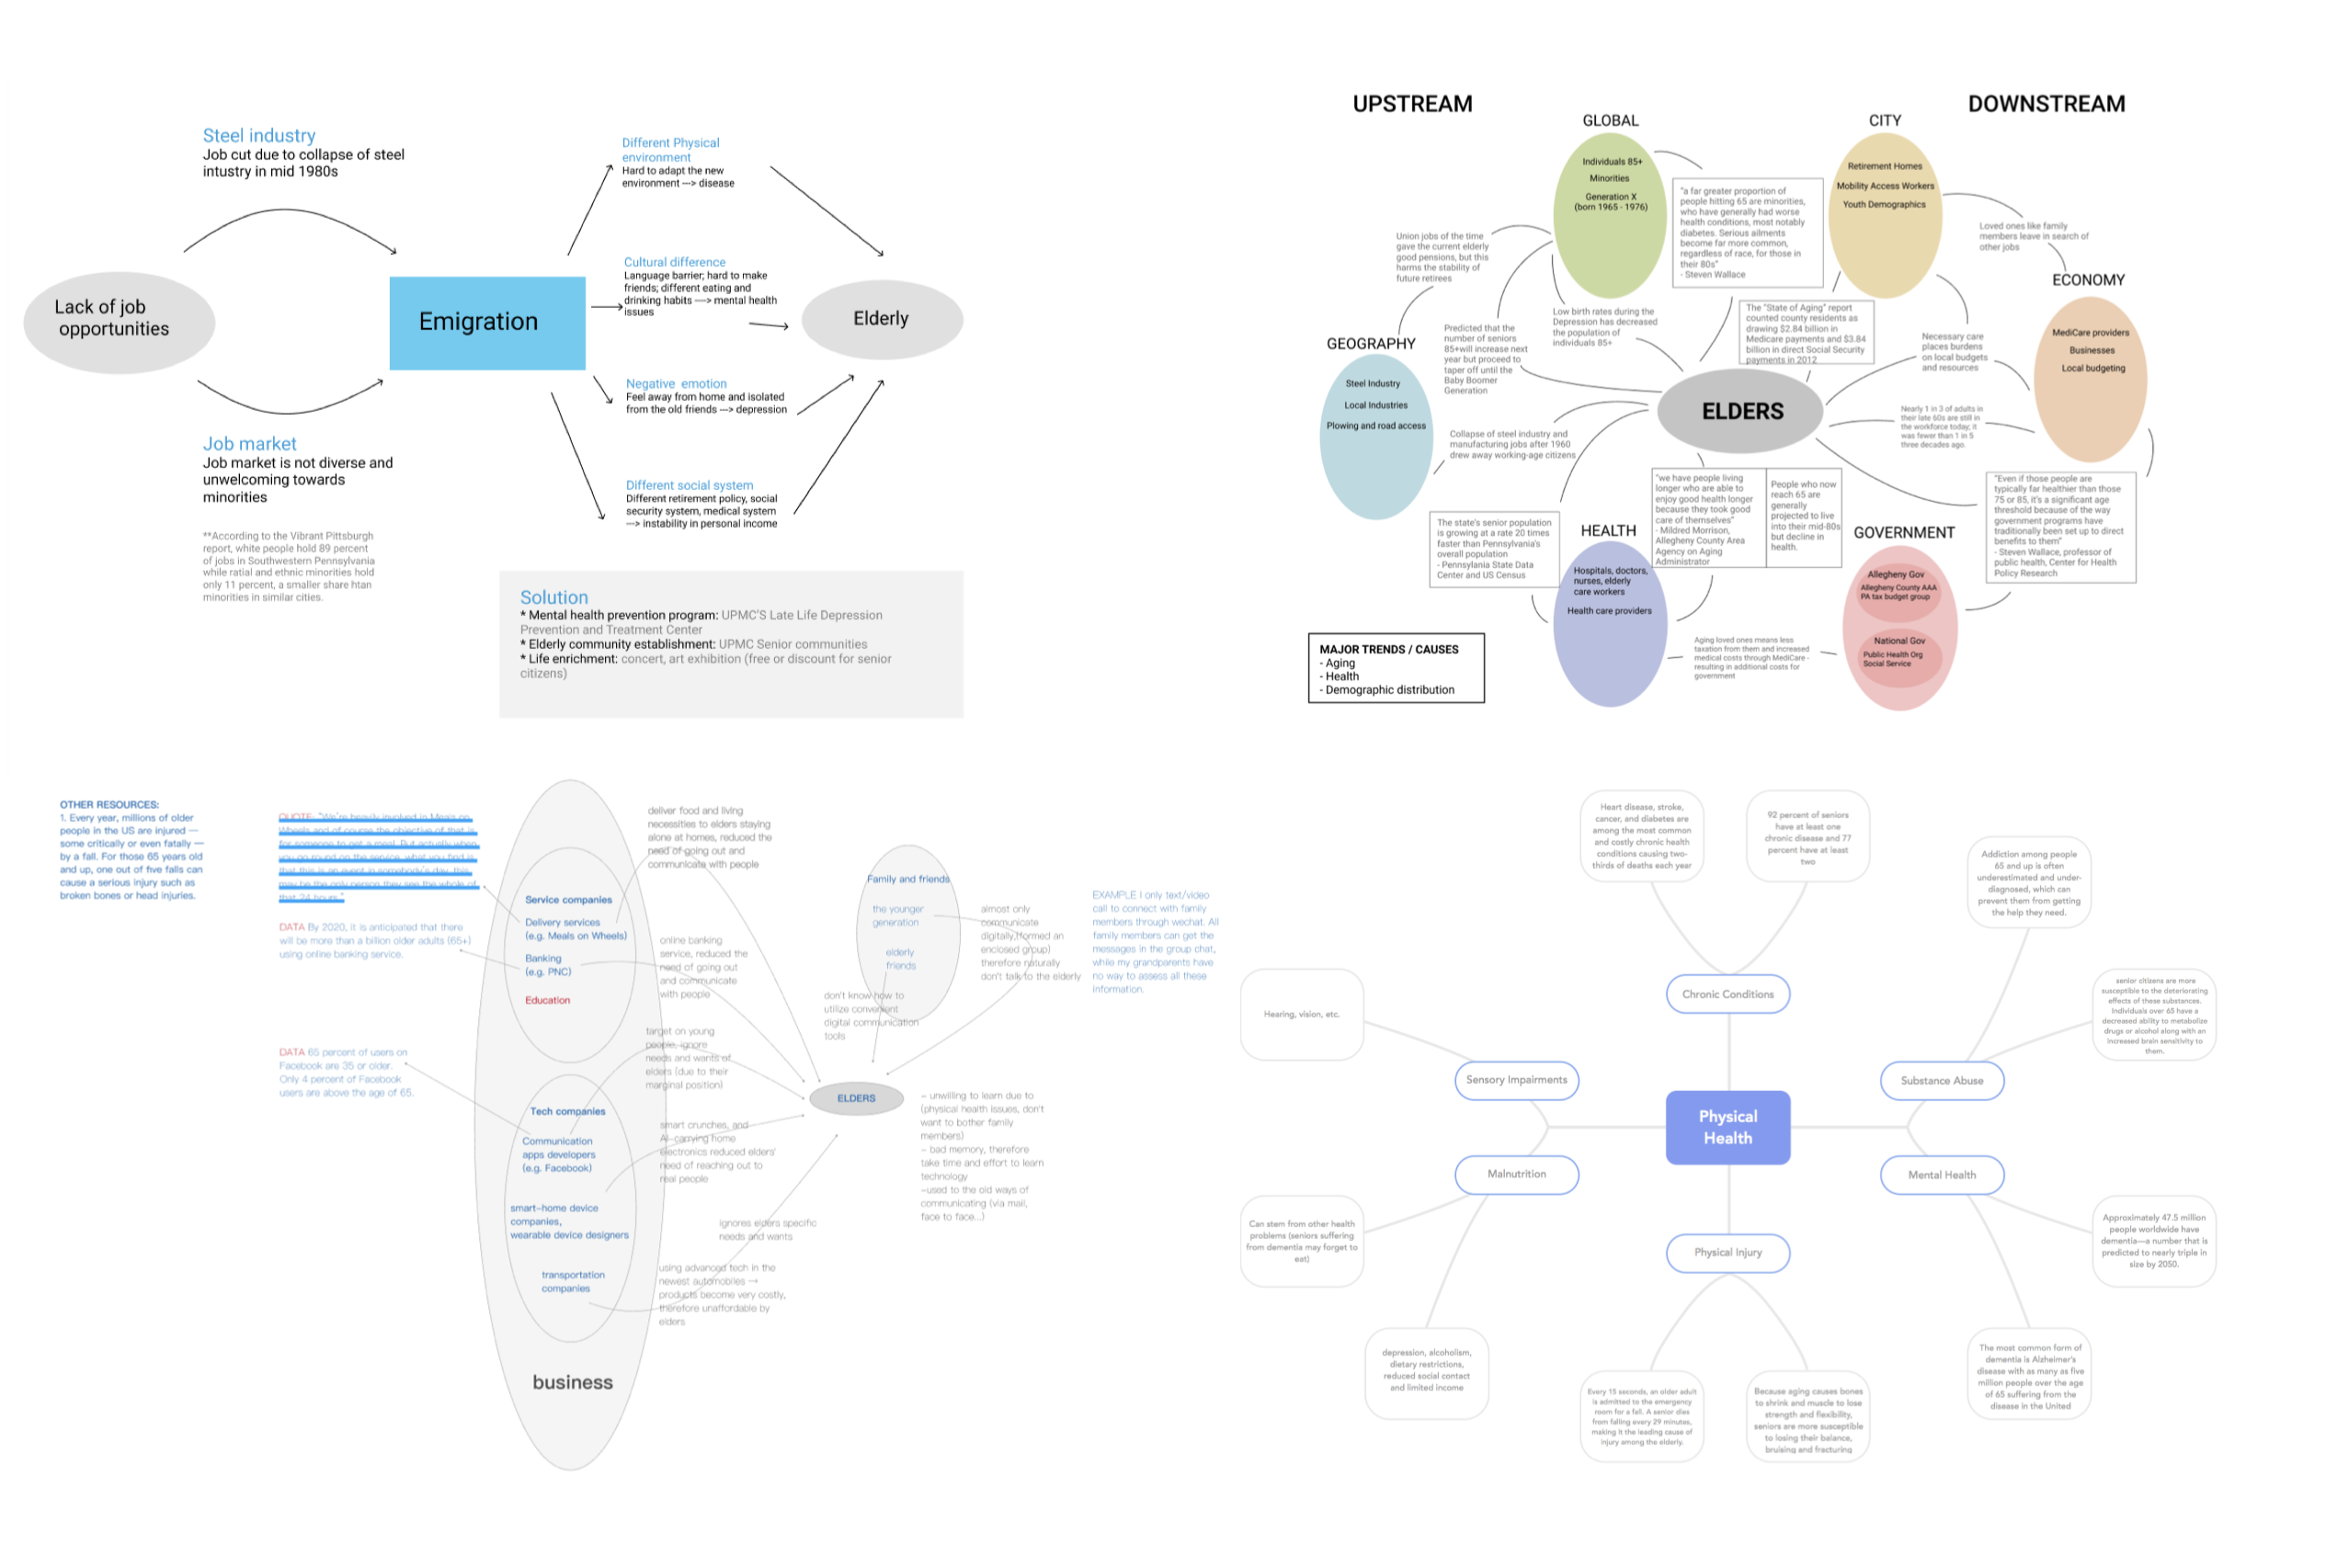 Steel industry
Job cut due to collapse of steel
intustry in mid 1980s
Lack of job
opportunities
Emigration
Job market
Job market is not diverse and
unwelcoming towards
minorities
**According to the Vibrant Pittsburgh
report, white people hold 89 percent
of jobs in Southwestern Pennsylvania
while ratial and ethnic minorities hold
only 11 percent, a smaller share htan
minorities in similar cities.
Different Physical
environment
Hard to adapt the new
environment ---> disease
Cultural difference
Language barrier; hard to make
friends; different eating and
drinking habits ----> mental health
issues
Negative emotion
Feel away from home and isolated
from the old friends ---> depression
Different social system
Different retirement policy, social
security system, medical system
---> instability in personal income
Elderly
Solution
* Mental health prevention program: UPMC'S Late Life Depression
Prevention and Treatment Center
* Elderly community establishment: UPMC Senior communities
* Life enrichment: concert, art exhibition (free or discount for senior
citizens)
UPSTREAM
DOWNSTREAM
GLOBAL
Individuals 85+
Minorities
Generation X
(born 1965 - 1976)
CITY
Retirement Homes
Mobility Access Workers
Youth Demographics
"a far greater proportion of
people hitting 65 are minorities,
who have generally had worse
health conditions, most notably
diabetes. Serious ailments
become far more common,
regardless of race, for those in
their 80s"
- Steven Wallace
Loved ones like family
members leave in search of
other jobs
Union jobs of the time
gave the current elderly
good pensions, but this
harms the stability of
future retirees
ECONOMY
MediCare providers
Businesses
Local budgeting
The "State of Aging" report
counted county residents as
drawing $2.84 billion in
Medicare payments and $3.84
billion in direct Social Security
payments in 2012
Low birth rates during the
Depression has decreased
the population of
individuals 85+
Predicted that the
number of seniors
85+will increase next
year but proceed to
taper off until the
Baby Boomer
Generation
Necessary care
places burdens
on local budgets
and resources
GEOGRAPHY
Steel Industry
Local Industries
Plowing and road access
ELDERS
Nearly 1 in 3 of adults in
their late 60s are still in
the workforce today; it
was fewer than 1 in 5
three decades ago.
Collapse of steel industry and
manufacturing jobs after 1960
drew away working-age citizens
"we have people living
longer who are able to
enjoy good health longer
because they took good
care of themselves"
- Mildred Morrison,
Allegheny County Area
Agency on Aging
Administrator
People who now
reach 65 are
generally
projected to live
into their mid-80s
but decline in
health.
"Even if those people are
typically far healthier than those
75 or 85, it's a significant age
threshold because of the way
government programs have
traditionally been set up to direct
benefits to them"
- Steven Wallace, professor of
public health, Center for Health
Policy Research
The state's senior population
is growing at a rate 20 times
faster than Pennsylvania's
overall population
- Pennsylania State Data
Center and US Census
HEALTH
Hospitals, doctors,
nurses, elderly
care workers
Health care providers
GOVERNMENT
Allegheny Gov
Allegheny County AAA
PA tax budget group
National Gov
Public Health Org
Social Service
Aging loved ones means less
taxation from them and increased
medical costs through MediCare -
resulting in additional costs for
government
MAJOR TRENDS / CAUSES
- Aging
- Health
- Demographic distribution
OTHER RESOURCES:
1. Every year, millions of older
people in the US are injured —
some critically or even fatally —
by a fall. For those 65 years old
and up, one out of five falls can
cause a serious injury such as
broken bones or head injuries.
QUOTE: "We're heavily involved in Meals on
Wheels and of course the objective of that is
for someone to get a meal. But actually when
you go round on the service, what you find is
that this is an event in somebody's day, this
may be the only person they see the whole of
that 24 hours."
DATA By 2020, it is anticipated that there
will be more than a billion older adults (65+)
using online banking service.
DATA 65 percent of users on
Facebook are 35 or older.
Only 4 percent of Facebook
users are above the age of 65.
Service companies
Delivery services
(e.g. Meals on Wheels)
Banking
(e.g. PNC)
Education
Tech companies
Communication
apps developers
(e.g. Facebook)
smart-home device
companies,
wearable device designers
transportation
companies
business
deliver food and living
necessities to elders staying
alone at homes, reduced the
need of going out and
communicate with people
online banking
service, reduced the
need of going out
and communicate
with people
target on young
people, ignore
needs and wants of
elders (due to their
marginal position)
smart crunches, and
AI-carrying home
electronics reduced elders'
need of reaching out to
real people
ignores elders specific
needs and wants
using advanced tech in the
newest automobiles →
products become very costly,
therefore unaffordable by
elders
Family and friends
the younger
generation
elderly
friends
almost only
communicate
digitally,(formed an
enclosed group)
therefore naturally
don't talk to the elderly
EXAMPLE I only text/video
call to connect with family
members through wechat. All
family members can get the
messages in the group chat,
while my grandparents have
no way to assess all these
information.
don't know how to
utilize convenient
digital communication
tools
ELDERS
- unwilling to learn due to
(physical health issues, don't
want to bother family
members)
- bad memory, therefore
take time and effort to learn
technology
-used to the old ways of
communicating (via mail,
face to face...)
Heart disease, stroke,
cancer, and diabetes are
among the most common
and costly chronic health
conditions causing two-
thirds of deaths each year
92 percent of seniors
have at least one
chronic disease and 77
percent have at least
two
Addiction among people
65 and up is often
underestimated and under-
diagnosed, which can
prevent them from getting
the help they need.
Chronic Conditions
Hearing, vision, etc.
senior citizens are more
susceptible to the deteriorating
effects of these substances.
Individuals over 65 have a
decreased ability to metabolize
drugs or alcohol along with an
increased brain sensitivity to
them.
Sensory Impairments
Substance Abuse
Physical
Health
Malnutrition
Mental Health
Can stem from other health
problems (seniors suffering
from dementia may forget to
eat)
Physical Injury
Approximately 47.5 million
people worldwide have
dementia—a number that is
predicted to nearly triple in
size by 2050.
depression, alcoholism,
dietary restrictions,
reduced social contact
and limited income
Every 15 seconds, an older adult
is admitted to the emergency
room for a fall. A senior dies
from falling every 29 minutes,
making it the leading cause of
injury among the elderly.
Because aging causes bones
to shrink and muscle to lose
strength and flexibility,
seniors are more susceptible
to losing their balance,
bruising and fracturing
The most common form of
dementia is Alzheimer's
disease with as many as five
million people over the age
of 65 suffering from the
disease in the United